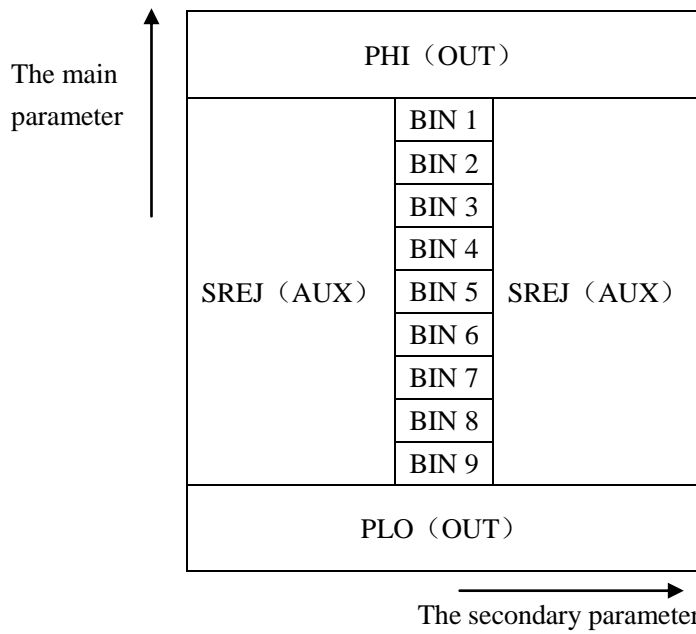 PHI（OUT）
The main
parameter
BIN 1
BIN 2
BIN 3
BIN 4
SREJ（AUX）
BIN 5
SREJ（AUX）
BIN 6
BIN 7
BIN 8
BIN 9
PLO（OUT）
The secondary parameter